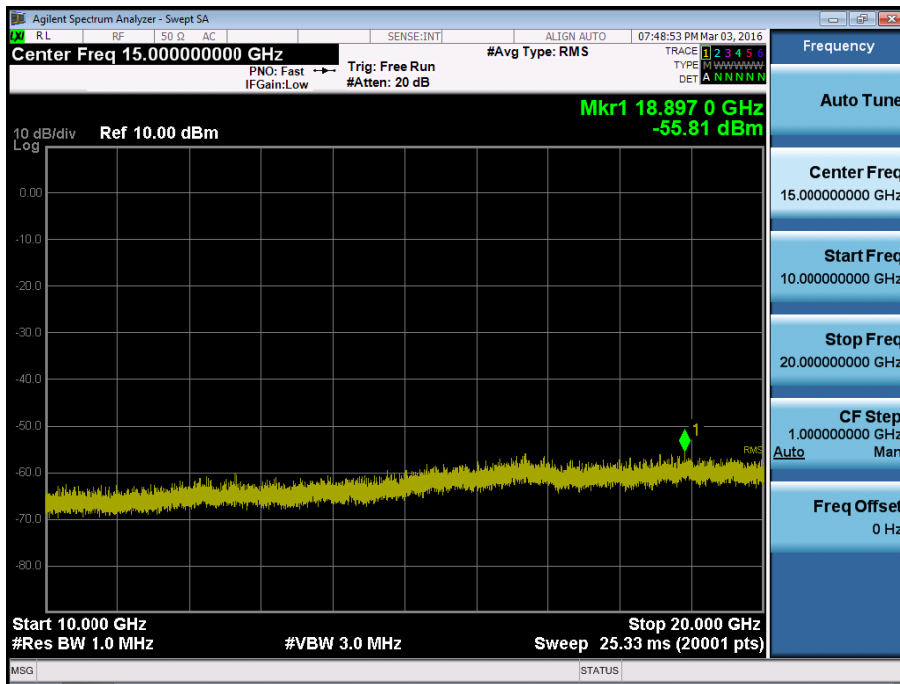 Agilent Spectrum Analyzer - Swept SA
LXI RL RF 50 Ω AC SENSE:INT ALIGN AUTO 07:48:53 PM Mar 03, 2016
Center Freq 15.000000000 GHz #Avg Type: RMS TRACE 1 2 3 4 5 6
PNO: Fast Trig: Free Run TYPE M WWWWW
IFGain:Low #Atten: 20 dB DET A N N N N N
Mkr1 18.897 0 GHz
-55.81 dBm
10 dB/div Ref 10.00 dBm
Log
0.00
-10.0
-20.0
-30.0
-40.0
-50.0
1
RMS
-60.0
-70.0
-80.0
Start 10.000 GHz Stop 20.000 GHz
#Res BW 1.0 MHz #VBW 3.0 MHz Sweep 25.33 ms (20001 pts)
MSG STATUS
Frequency
Auto Tune
Center Freq
15.000000000 GHz
Start Freq
10.000000000 GHz
Stop Freq
20.000000000 GHz
CF Step
1.000000000 GHz
Auto Man
Freq Offset
0 Hz